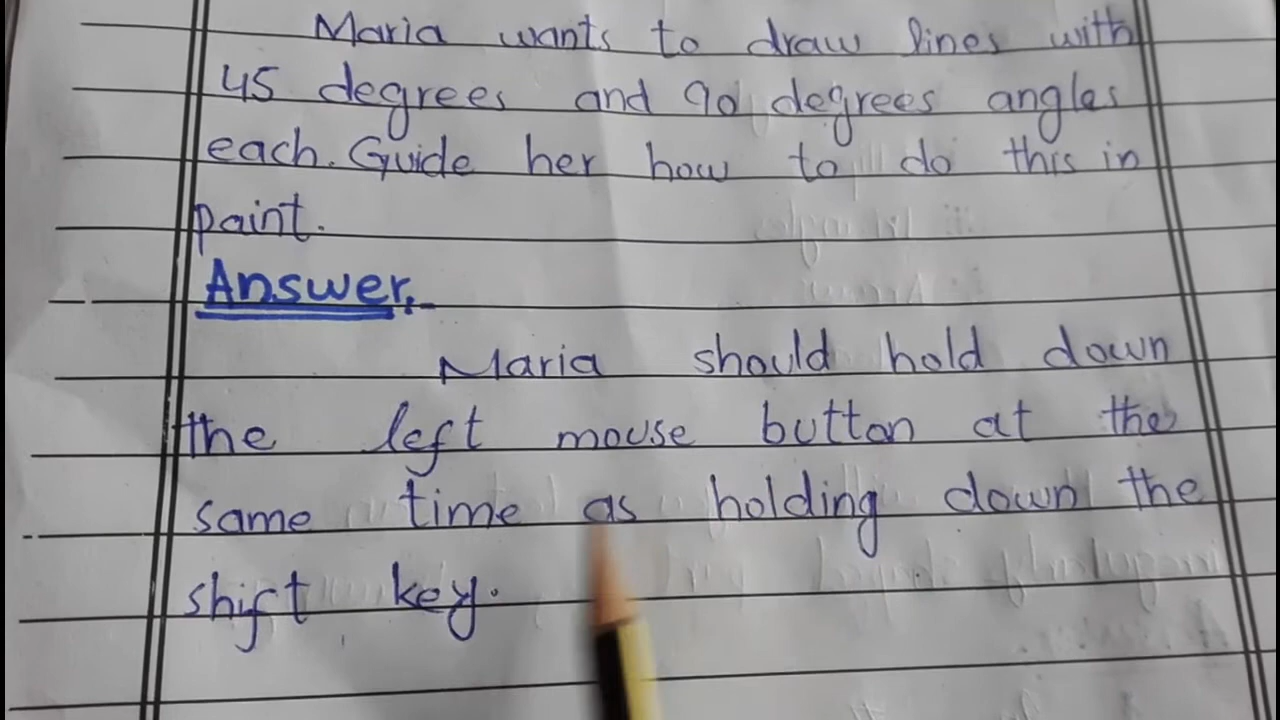 Maria wants to draw lines with
45 degrees and 90 degrees angles
each. Guide her how to do this in
paint.
Answer.
Maria should hold down
the left mouse button at the
same time as holding down the
shift key.